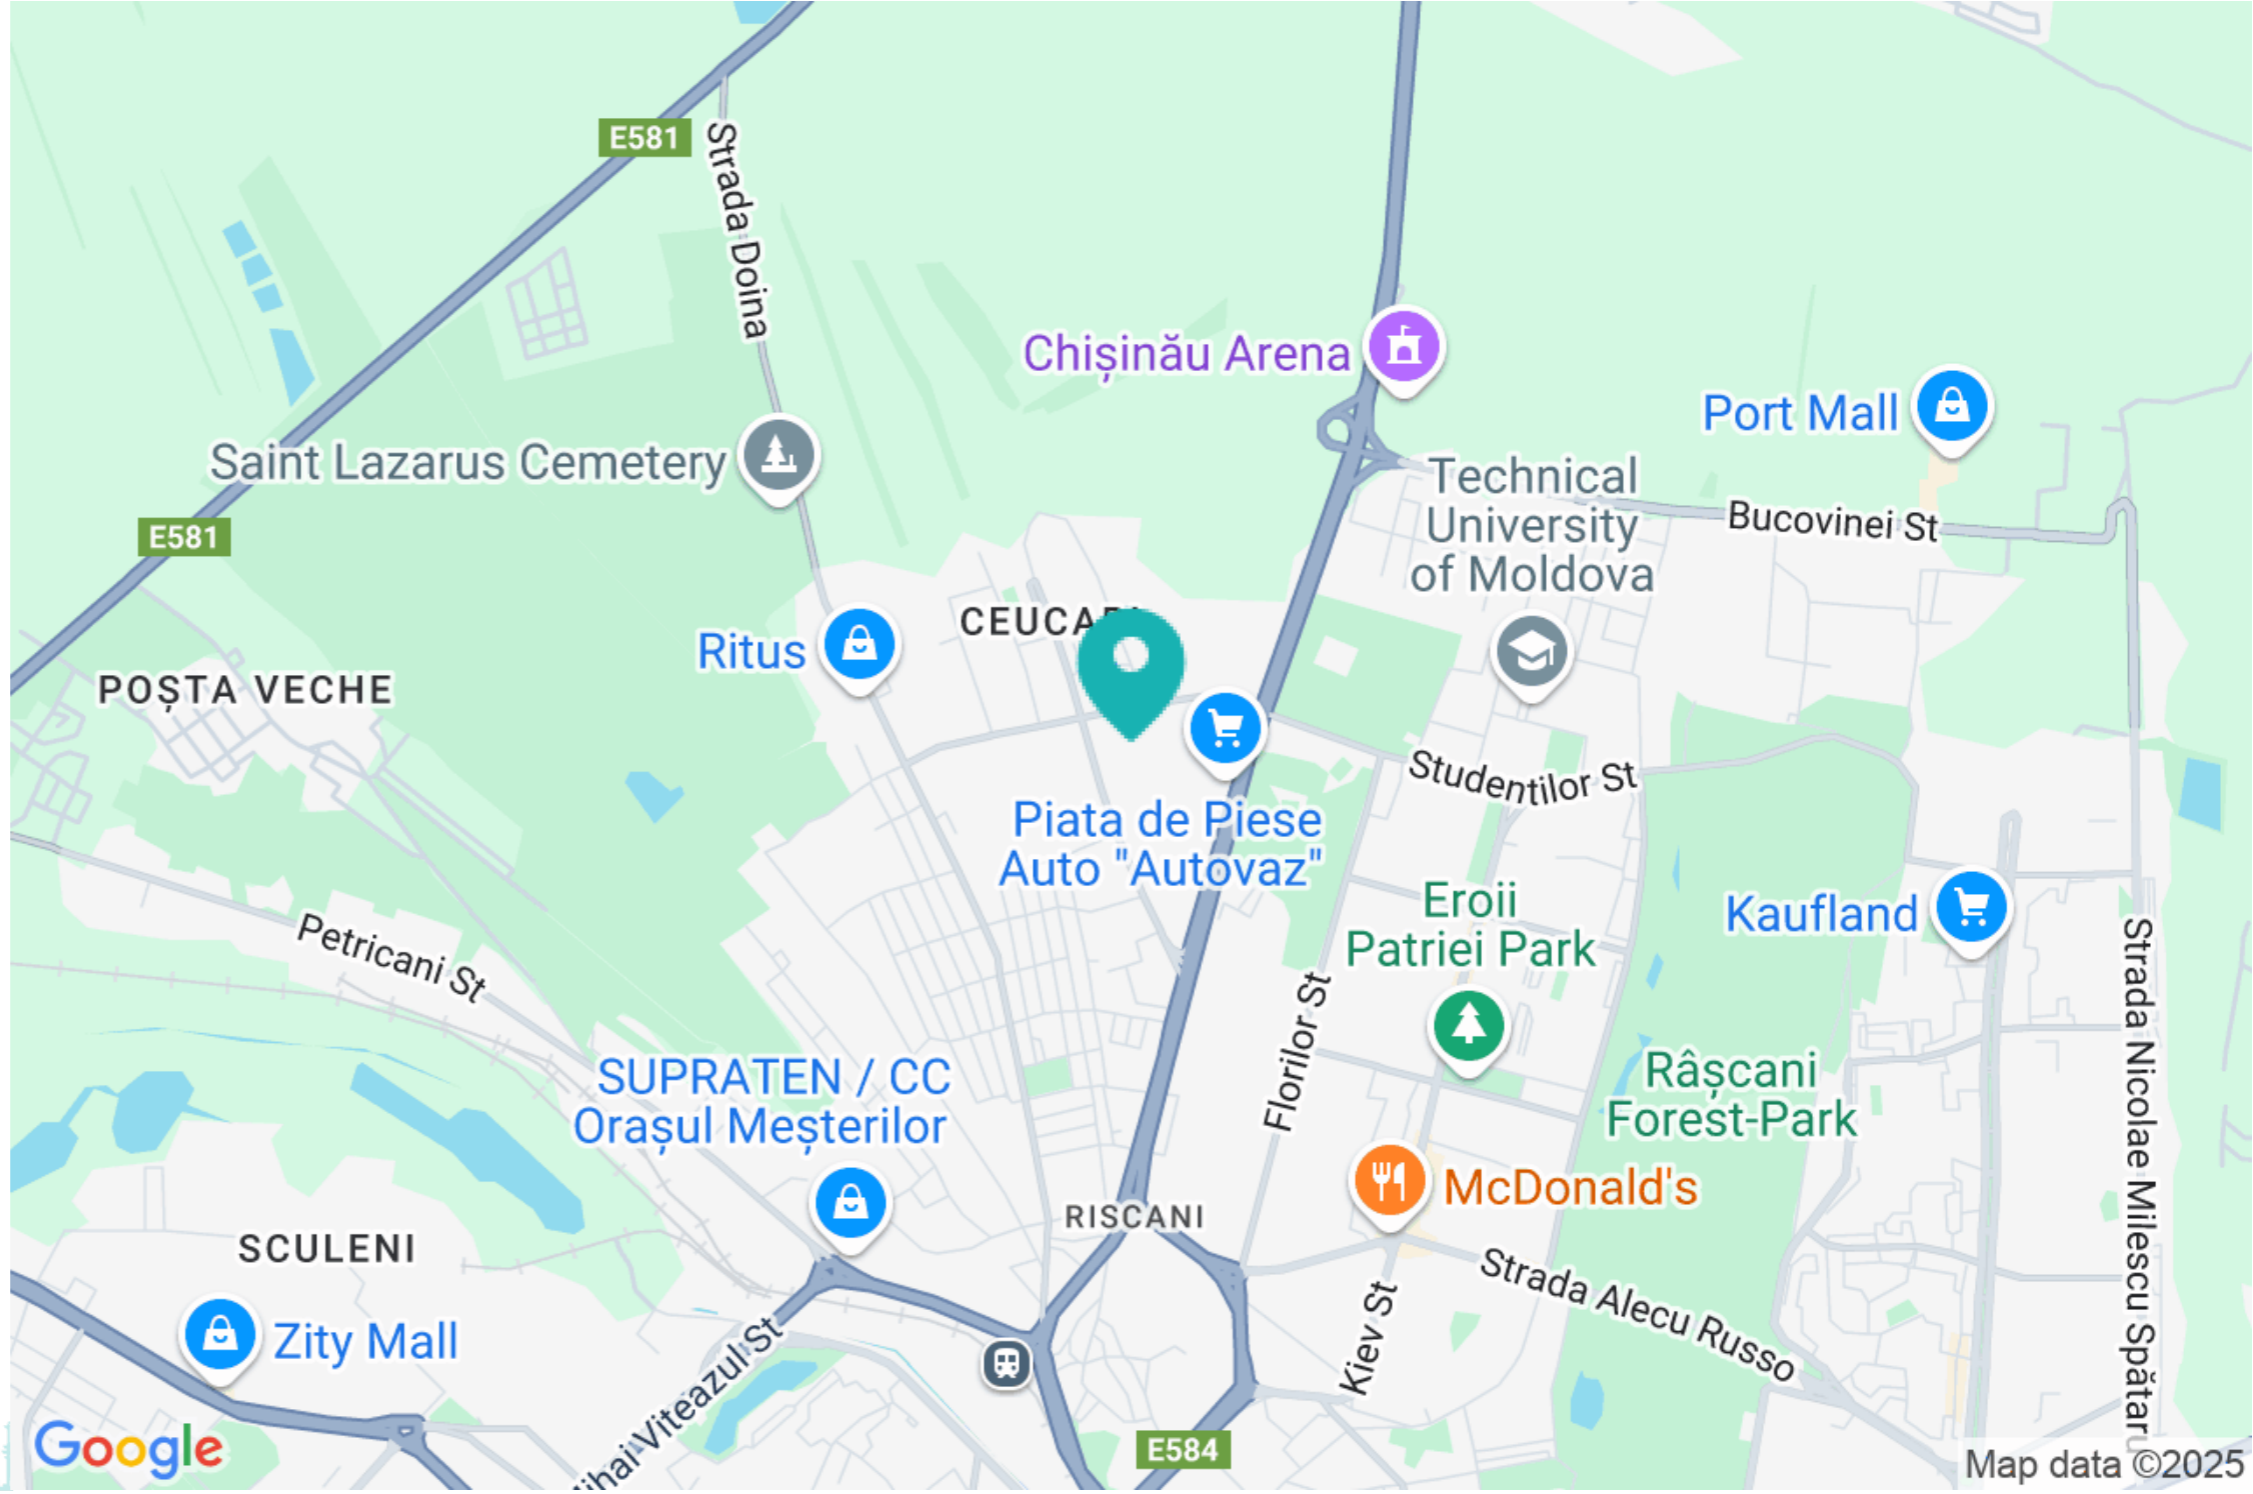 E581
Strada Doina
Chișinău Arena
Port Mall
Saint Lazarus Cemetery
Technical
University
of Moldova
Bucovinei St
E581
Ritus
POȘTA VECHE
Studentilor St
Piata de Piese
Auto "Autovaz"
Eroii
Patriei Park
Kaufland
Petricani St
Florilor St
Strada Nicolae Milescu Spătaru
SUPRATEN / CC
Orașul Meșterilor
Râșcani
Forest-Park
McDonald's
RISCANI
SCULENI
Strada Alecu Russo
Zity Mall
Kiev St
Viteazul St
E584
Google
Map data ©2025